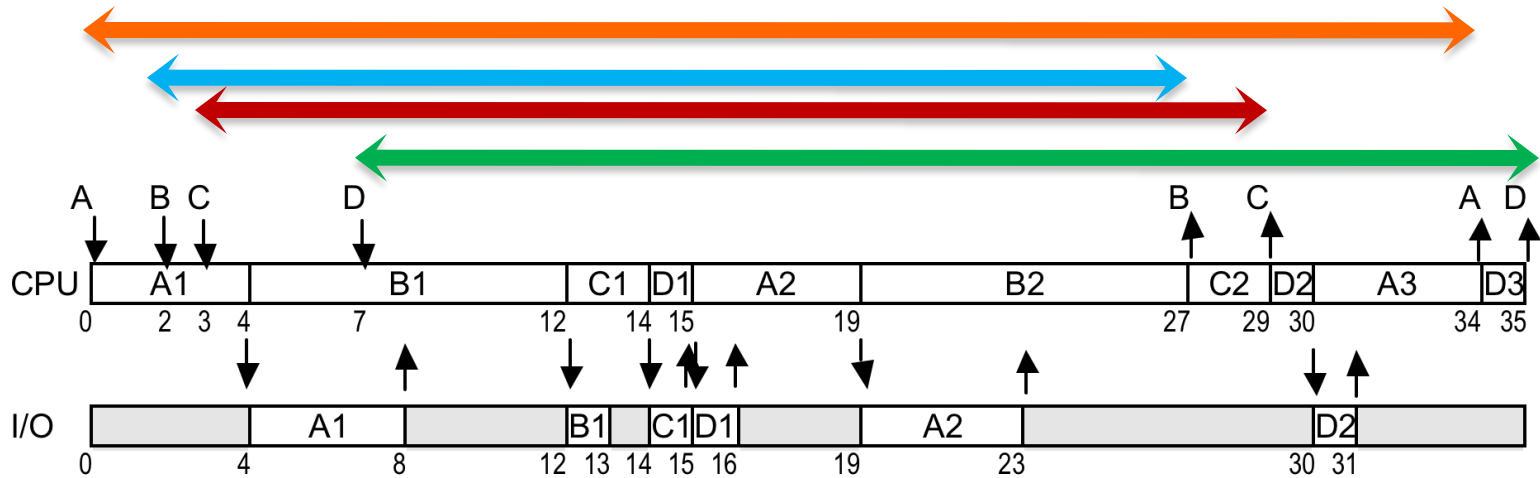 A B C D B C A D
CPU A1 B1 C1 D1 A2 B2 C2 D2 A3 D3
0 2 3 4 7 12 14 15 19 27 29 30 34 35
I/O A1 B1 C1 D1 A2 D2
0 4 8 12 13 14 15 16 19 23 30 31